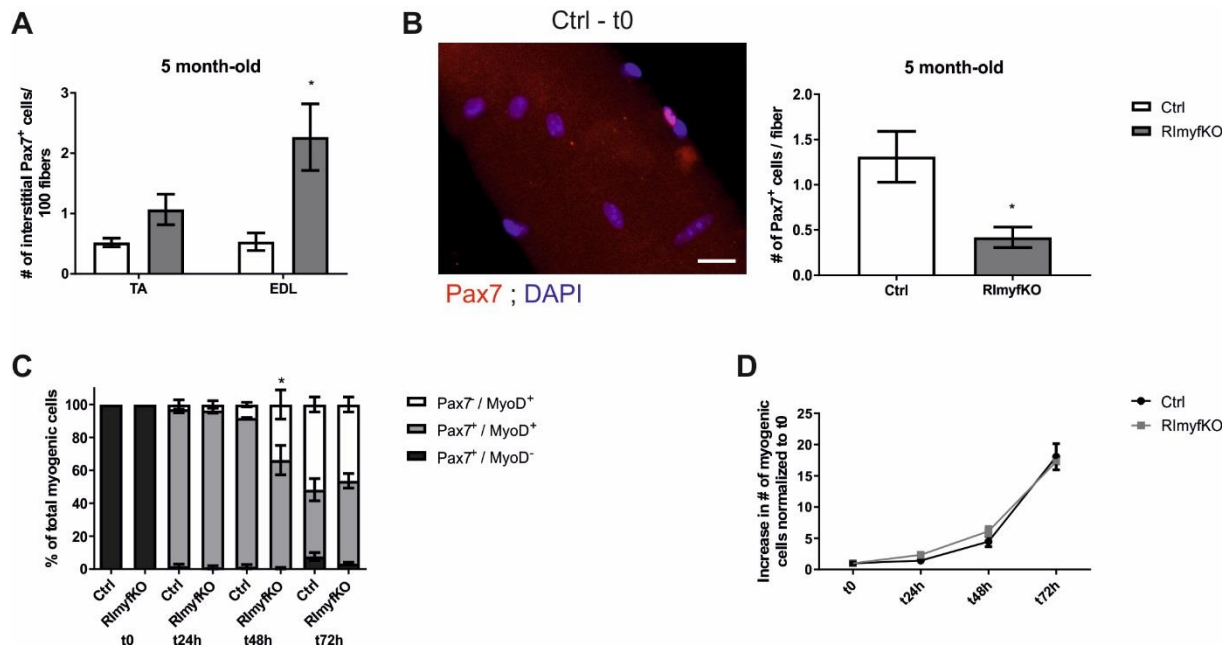 A
5 month-old
# of interstitial Pax7+ cells/
100 fibers
3
2
1
0
*
TA
EDL
B
Ctrl - t0
Pax7 ; DAPI
5 month-old
# of Pax7+ cells / fiber
2.0
1.5
1.0
0.5
0.0
*
Ctrl
RImyfKO
Ctrl
RImyfKO
C
% of total myogenic cells
100
80
60
40
20
0
*
Ctrl
RImyfKO
Ctrl
RImyfKO
Ctrl
RImyfKO
Ctrl
RImyfKO
t0
t24h
t48h
t72h
Pax7- / MyoD+
Pax7+ / MyoD+
Pax7+ / MyoD-
D
Increase in # of myogenic
cells normalized to t0
25
20
15
10
5
0
t0
t24h
t48h
t72h
Ctrl
RImyfKO